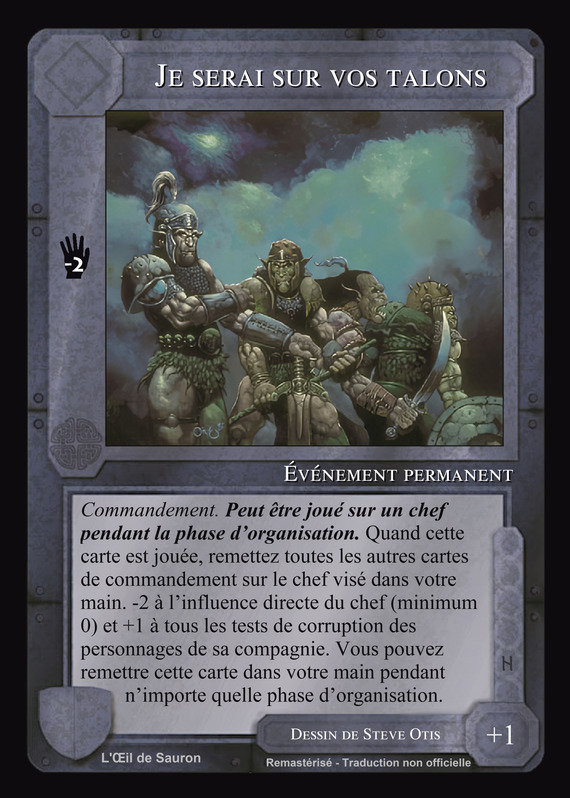 Je serai sur vos talons
-2
Événement permanent
Commandement. Peut être joué sur un chef
pendant la phase d'organisation. Quand cette
carte est jouée, remettez toutes les autres cartes
de commandement sur le chef visé dans votre
main. -2 à l'influence directe du chef (minimum
0) et +1 à tous les tests de corruption des
personnages de sa compagnie. Vous pouvez
remettre cette carte dans votre main pendant
n'importe quelle phase d'organisation.
Dessin de Steve Otis
+1
L'Œil de Sauron
Remastérisé - Traduction non officielle